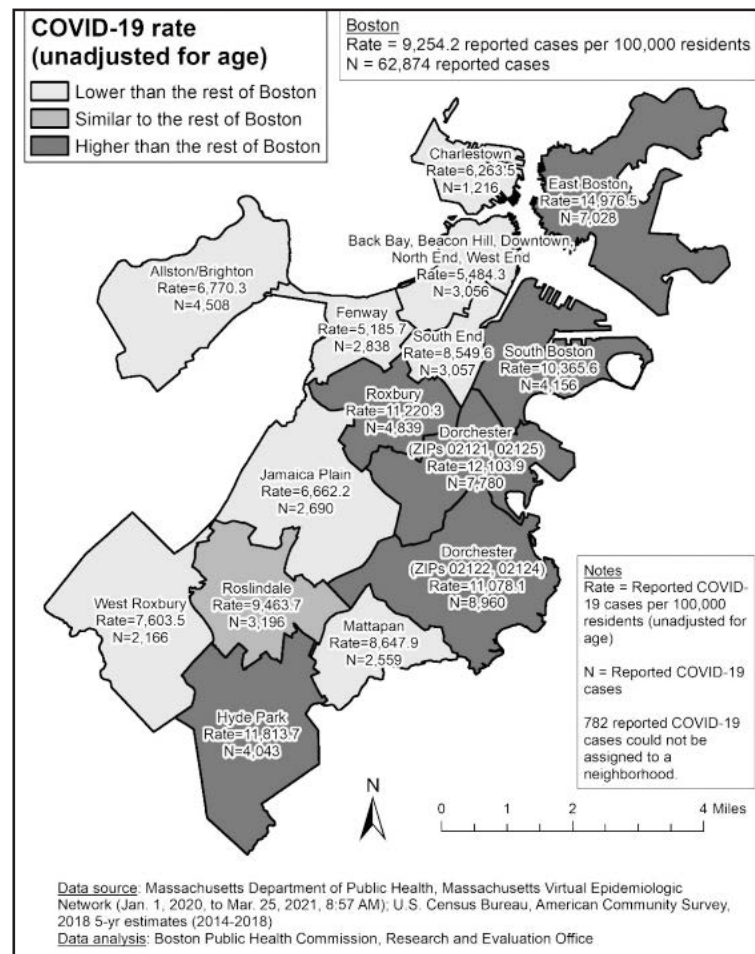 COVID-19 rate
(unadjusted for age)
Lower than the rest of Boston
Similar to the rest of Boston
Higher than the rest of Boston
Boston
Rate = 9,254.2 reported cases per 100,000 residents
N = 62,874 reported cases
Charlestown
Rate=6,263.5
N=1,216
East Boston
Rate=14,976.5
N=7,028
Back Bay, Beacon Hill, Downtown,
North End, West End
Rate=5,484.3
N=3,056
Allston/Brighton
Rate=6,770.3
N=4,508
Fenway
Rate=5,185.7
N=2,838
South End
Rate=8,549.6
N=3,057
South Boston
Rate=10,365.6
N=4,156
Roxbury
Rate=11,220.3
N=4,839
Dorchester
(ZIPs 02121, 02125)
Rate=12,103.9
N=7,780
Jamaica Plain
Rate=6,662.2
N=2,690
Dorchester
(ZIPs 02122, 02124)
Rate=11,078.1
N=8,960
West Roxbury
Rate=7,603.5
N=2,166
Roslindale
Rate=9,463.7
N=3,196
Mattapan
Rate=8,647.9
N=2,559
Hyde Park
Rate=11,813.7
N=4,043
Notes
Rate = Reported COVID-
19 cases per 100,000
residents (unadjusted for
age)
N = Reported COVID-19
cases
782 reported COVID-19
cases could not be
assigned to a
neighborhood.
N
0 1 2 4 Miles
Data source: Massachusetts Department of Public Health, Massachusetts Virtual Epidemiologic
Network (Jan. 1, 2020, to Mar. 25, 2021, 8:57 AM); U.S. Census Bureau, American Community Survey,
2018 5-yr estimates (2014-2018)
Data analysis: Boston Public Health Commission, Research and Evaluation Office